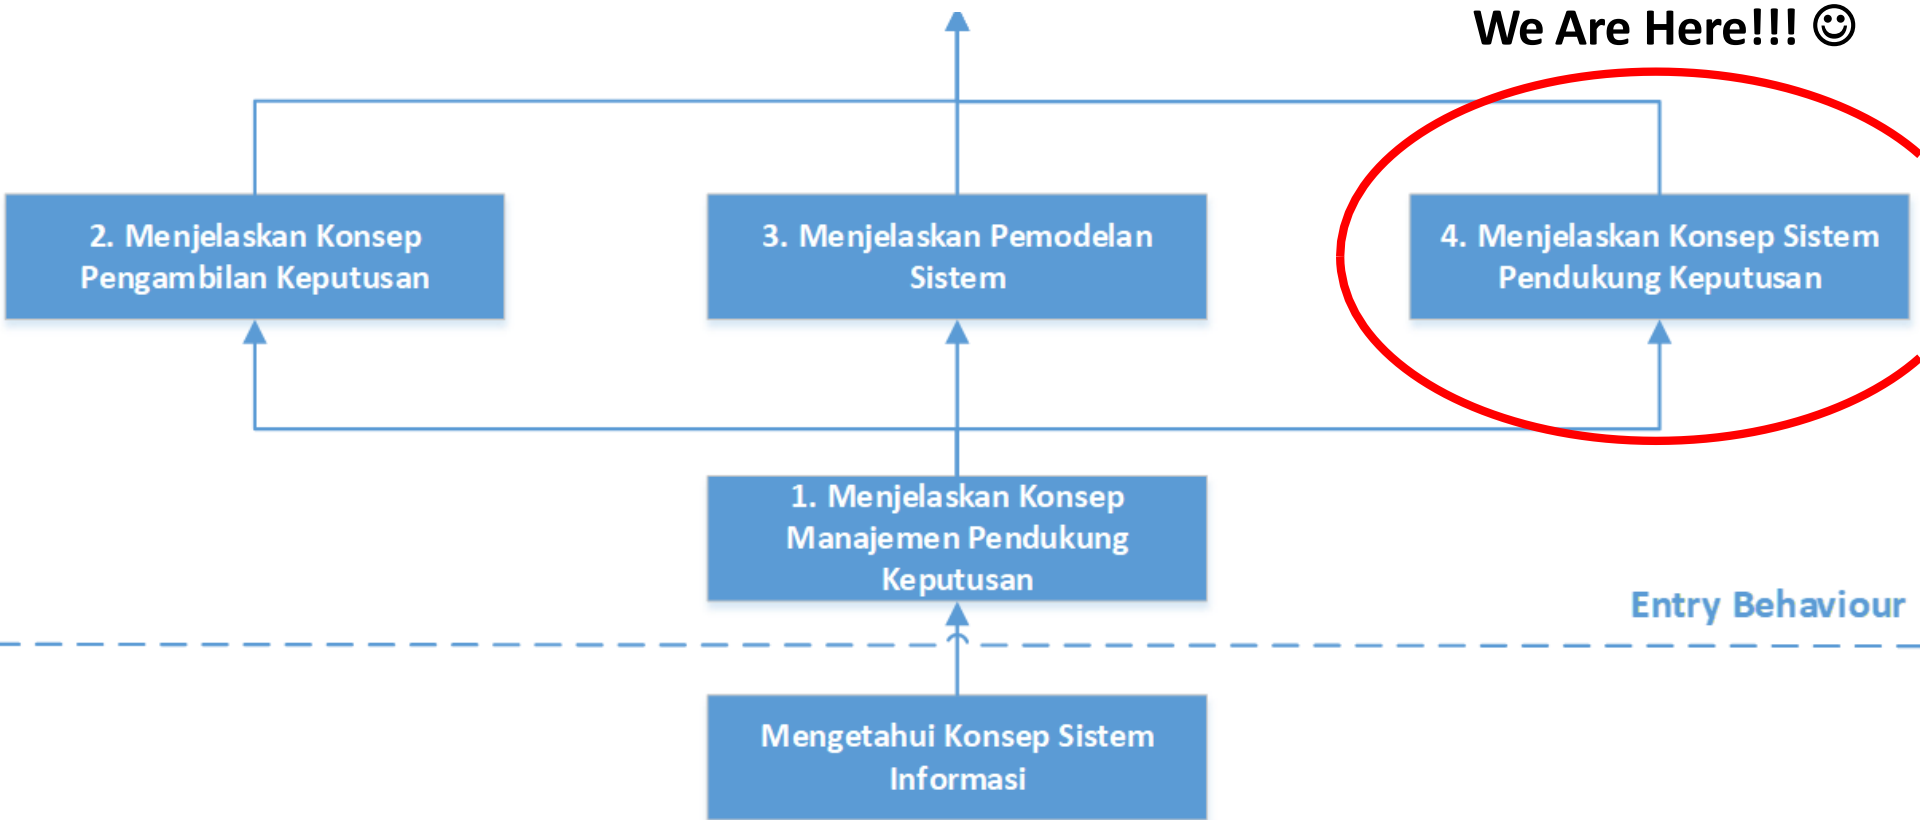 We Are Here!!! ☺
2. Menjelaskan Konsep
Pengambilan Keputusan
3. Menjelaskan Pemodelan
Sistem
4. Menjelaskan Konsep Sistem
Pendukung Keputusan
1. Menjelaskan Konsep
Manajemen Pendukung
Keputusan
Entry Behaviour
Mengetahui Konsep Sistem
Informasi